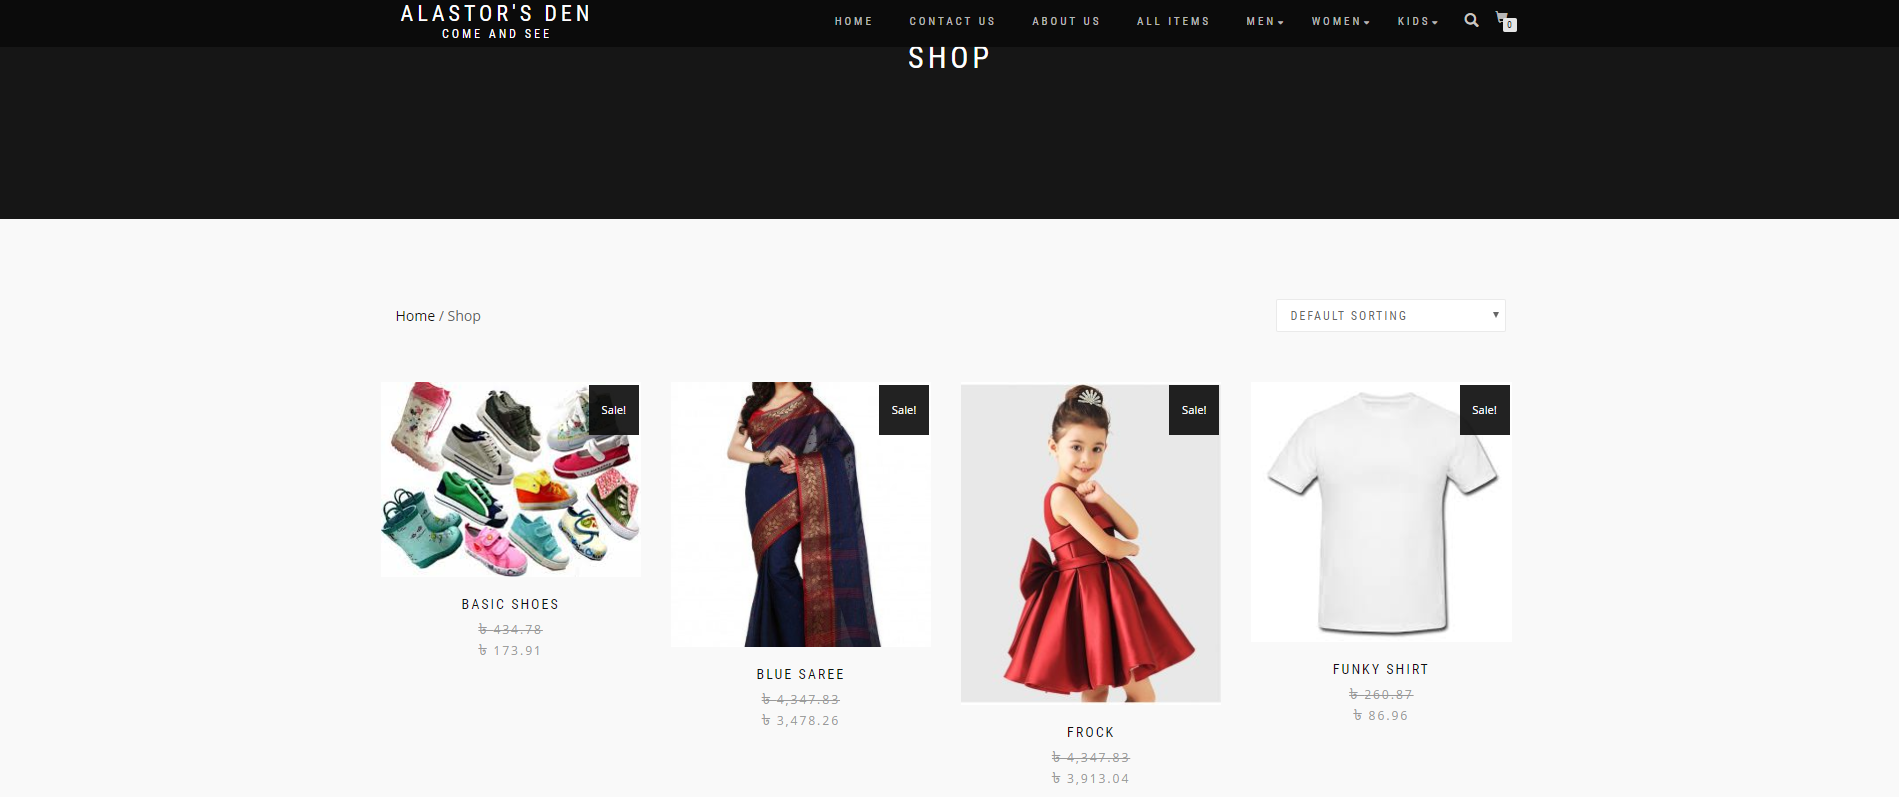 ALASTOR'S DEN
COME AND SEE
HOME CONTACT US ABOUT US ALL ITEMS MEN WOMEN KIDS 0
SHOP
Home / Shop
DEFAULT SORTING
Sale!
BASIC SHOES
৳ 434.78
৳ 173.91
Sale!
BLUE SAREE
৳ 4,347.83
৳ 3,478.26
Sale!
FROCK
৳ 4,347.83
৳ 3,913.04
Sale!
FUNKY SHIRT
৳ 260.87
৳ 86.96